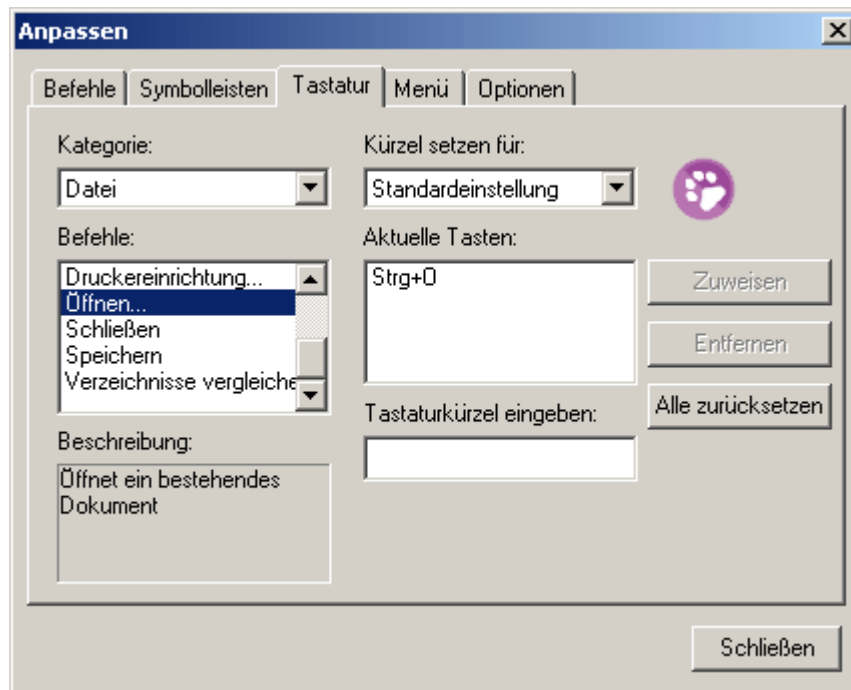 Anpassen
Befehle
Symbolleisten
Tastatur
Menü
Optionen
Kategorie:
Datei
Kürzel setzen für:
Standardeinstellung
Befehle:
Druckereinrichtung...
Öffnen...
Schließen
Speichern
Verzeichnisse vergleiche
Aktuelle Tasten:
Strg+O
Zuweisen
Entfernen
Alle zurücksetzen
Tastaturkürzel eingeben:
Beschreibung:
Öffnet ein bestehendes
Dokument
Schließen